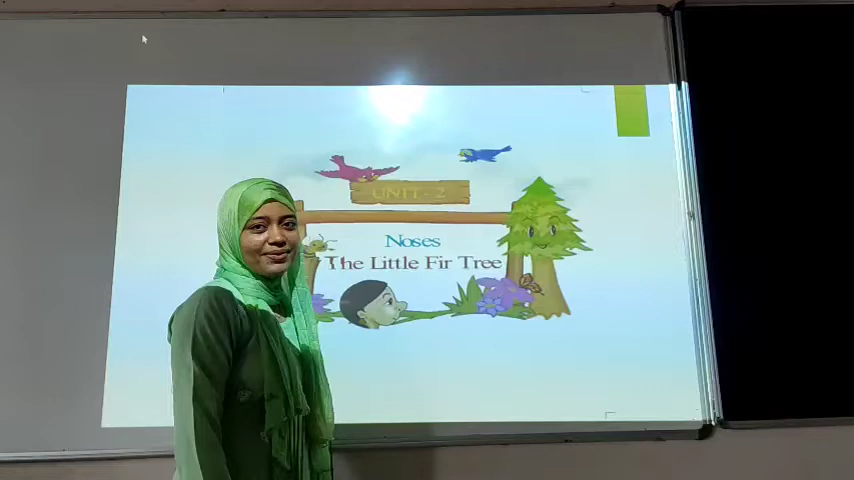 UNIT - 2
Noses
The Little Fir Tree